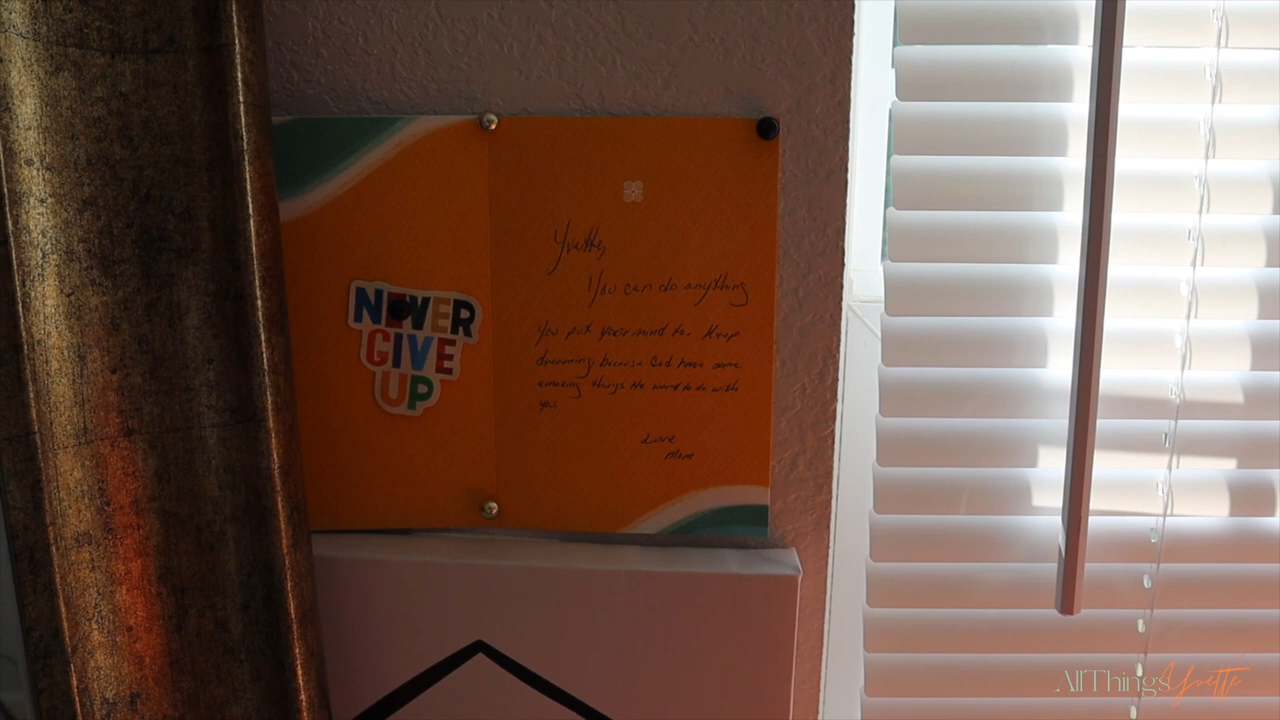 NEVER
GIVE
UP
Yvette,
You can do anything
you put your mind to. Keep
dreaming because God have some
amazing things He want to do with
you.
Love
Mom
AllThingsYvette